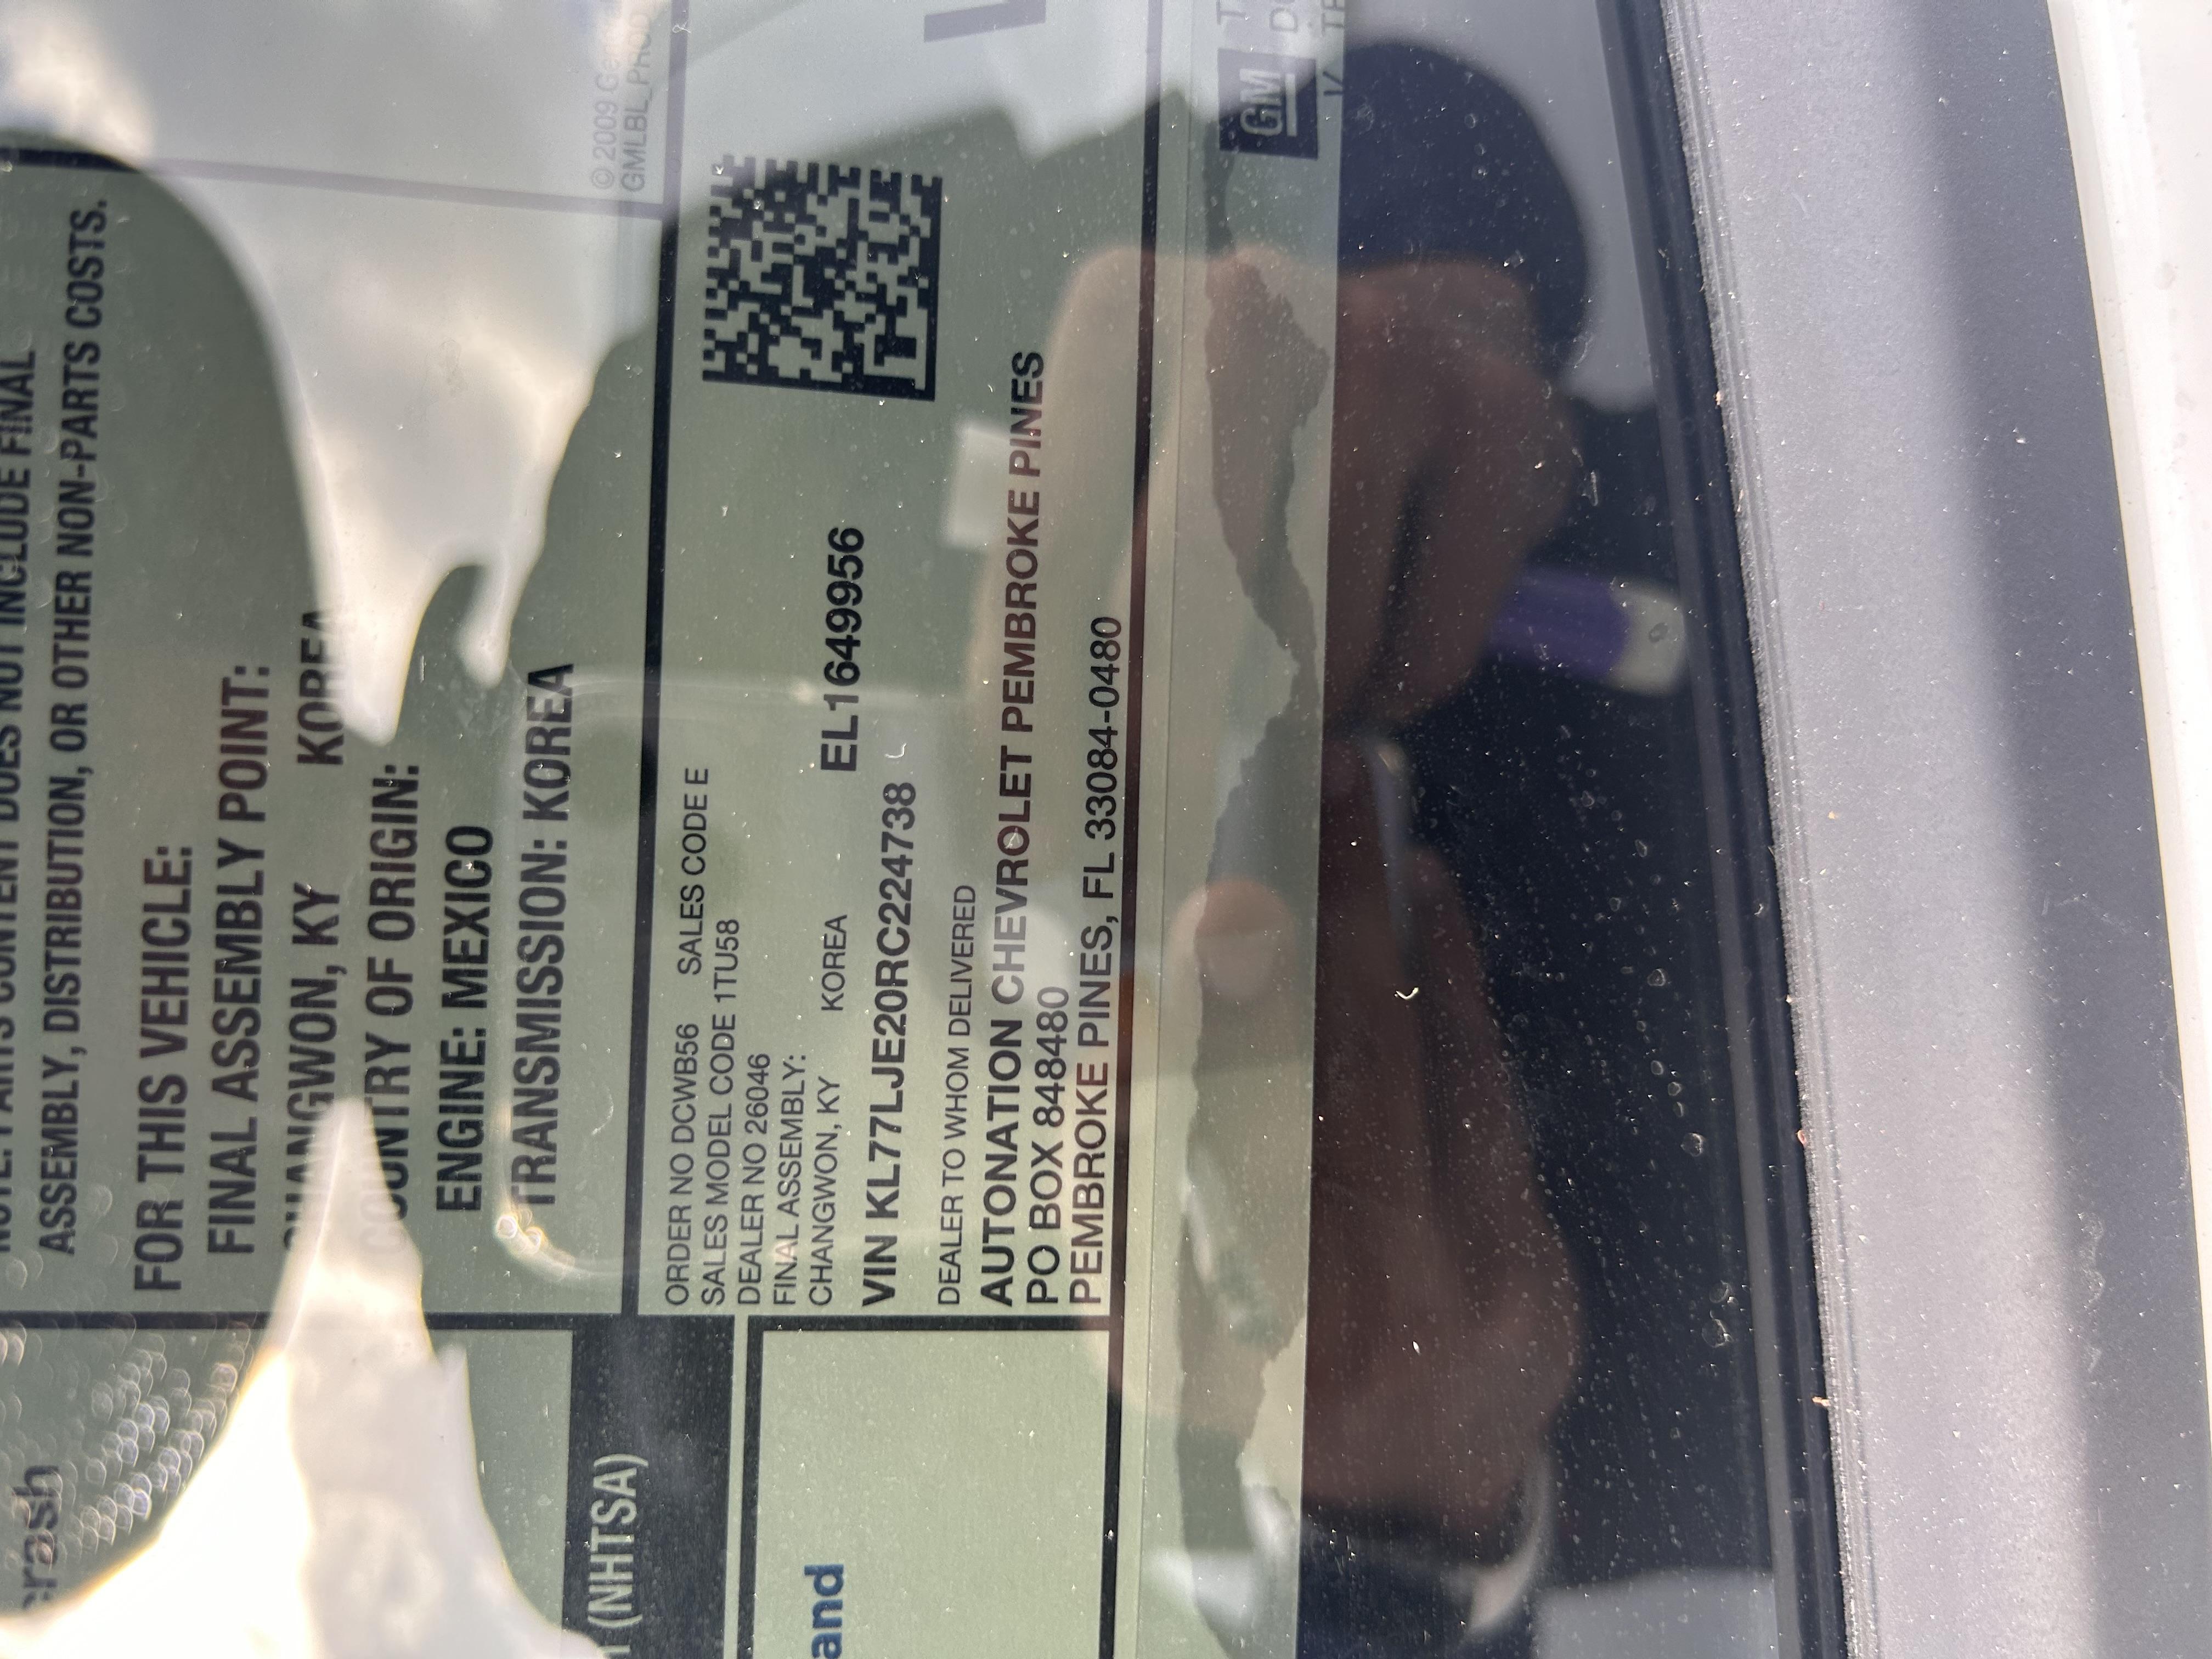 ASSEMBLY, DISTRIBUTION, OR OTHER NON-PARTS COSTS.
FOR THIS VEHICLE:
FINAL ASSEMBLY POINT:
CHANGWON, KY KOREA
COUNTRY OF ORIGIN:
ENGINE: MEXICO
TRANSMISSION: KOREA
© 2009
GMLBL_PROD
ORDER NO DCWB56 SALES CODE E
SALES MODEL CODE 1TU58
DEALER NO 26046
FINAL ASSEMBLY:
CHANGWON, KY KOREA
EL1649956
VIN KL77LJE20RC224738
DEALER TO WHOM DELIVERED
AUTONATION CHEVROLET PEMBROKE PINES
PO BOX 848480
PEMBROKE PINES, FL 33084-0480
GM
crash
(NHTSA)
and